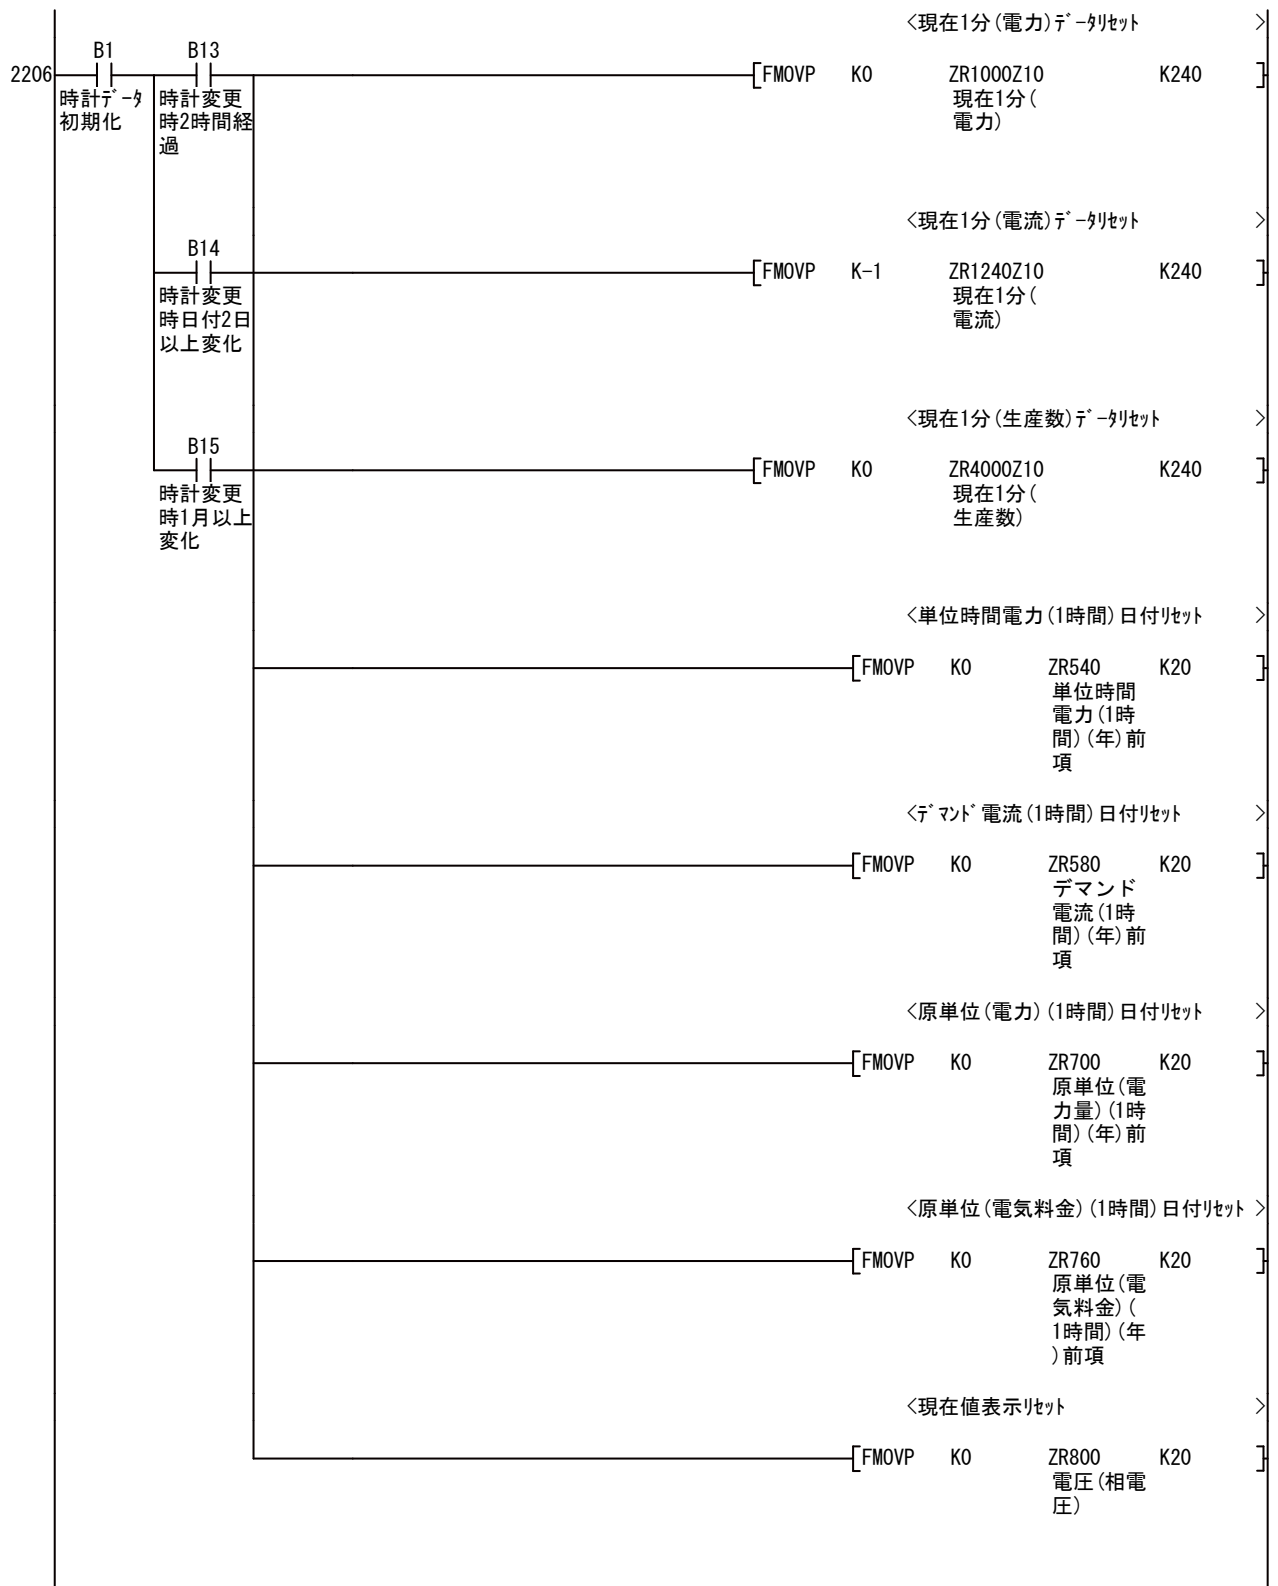 <現在1分(電力)ﾃﾞｰﾀﾘｾｯﾄ >
B1 B13
2206 FMOVP K0 ZR1000Z10 K240
時計ﾃﾞｰﾀ 時計変更 現在1分(
初期化 時2時間経 電力)
過
<現在1分(電流)ﾃﾞｰﾀﾘｾｯﾄ >
B14
FMOVP K-1 ZR1240Z10 K240
時計変更 現在1分(
時日付2日 電流)
以上変化
<現在1分(生産数)ﾃﾞｰﾀﾘｾｯﾄ >
B15
FMOVP K0 ZR4000Z10 K240
時計変更 現在1分(
時1月以上 生産数)
変化
<単位時間電力(1時間)日付ﾘｾｯﾄ >
FMOVP K0 ZR540 K20
単位時間
電力(1時
間)(年)前
項
<ﾃﾞﾏﾝﾄﾞ電流(1時間)日付ﾘｾｯﾄ >
FMOVP K0 ZR580 K20
デマンド
電流(1時
間)(年)前
項
<原単位(電力)(1時間)日付ﾘｾｯﾄ >
FMOVP K0 ZR700 K20
原単位(電
力量)(1時
間)(年)前
項
<原単位(電気料金)(1時間)日付ﾘｾｯﾄ >
FMOVP K0 ZR760 K20
原単位(電
気料金)(
1時間)(年
)前項
<現在値表示ﾘｾｯﾄ >
FMOVP K0 ZR800 K20
電圧(相電
圧)